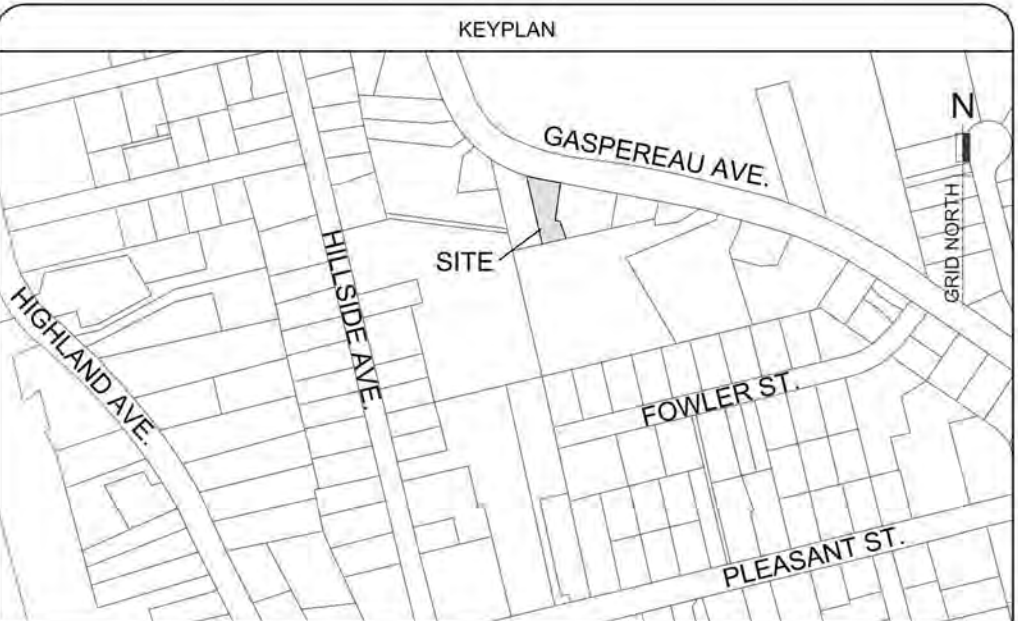 KEYPLAN
N
GASPEREAU AVE.
GRID NORTH
SITE
HILLSIDE AVE.
HIGHLAND AVE.
FOWLER ST.
PLEASANT ST.